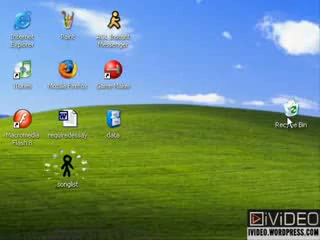 Internet
Explorer
Paint
AOL Instant
Messenger
iTunes
Mozilla Firefox
Game Maker
Macromedia
Flash 8
requiredessay
data
songlist
Recycle Bin
iViDEO
IVIDEO.WORDPRESS.COM